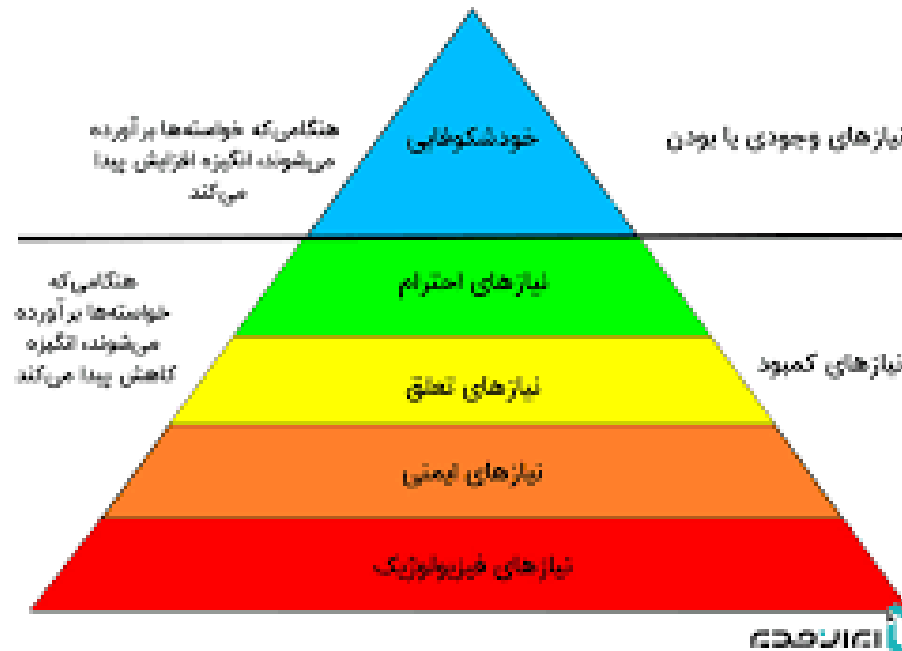 خودشکوفایی
هنگامی‌که خواسته‌ها برآورده
می‌شوند، انگیزه افزایش پیدا
می‌کند
نیازهای وجودی یا بودن
نیازهای احترام
هنگامی‌که
خواسته‌ها برآورده
می‌شوند، انگیزه
کاهش پیدا می‌کند
نیازهای کمبود
نیازهای تعلق
نیازهای ایمنی
نیازهای فیزیولوژیک